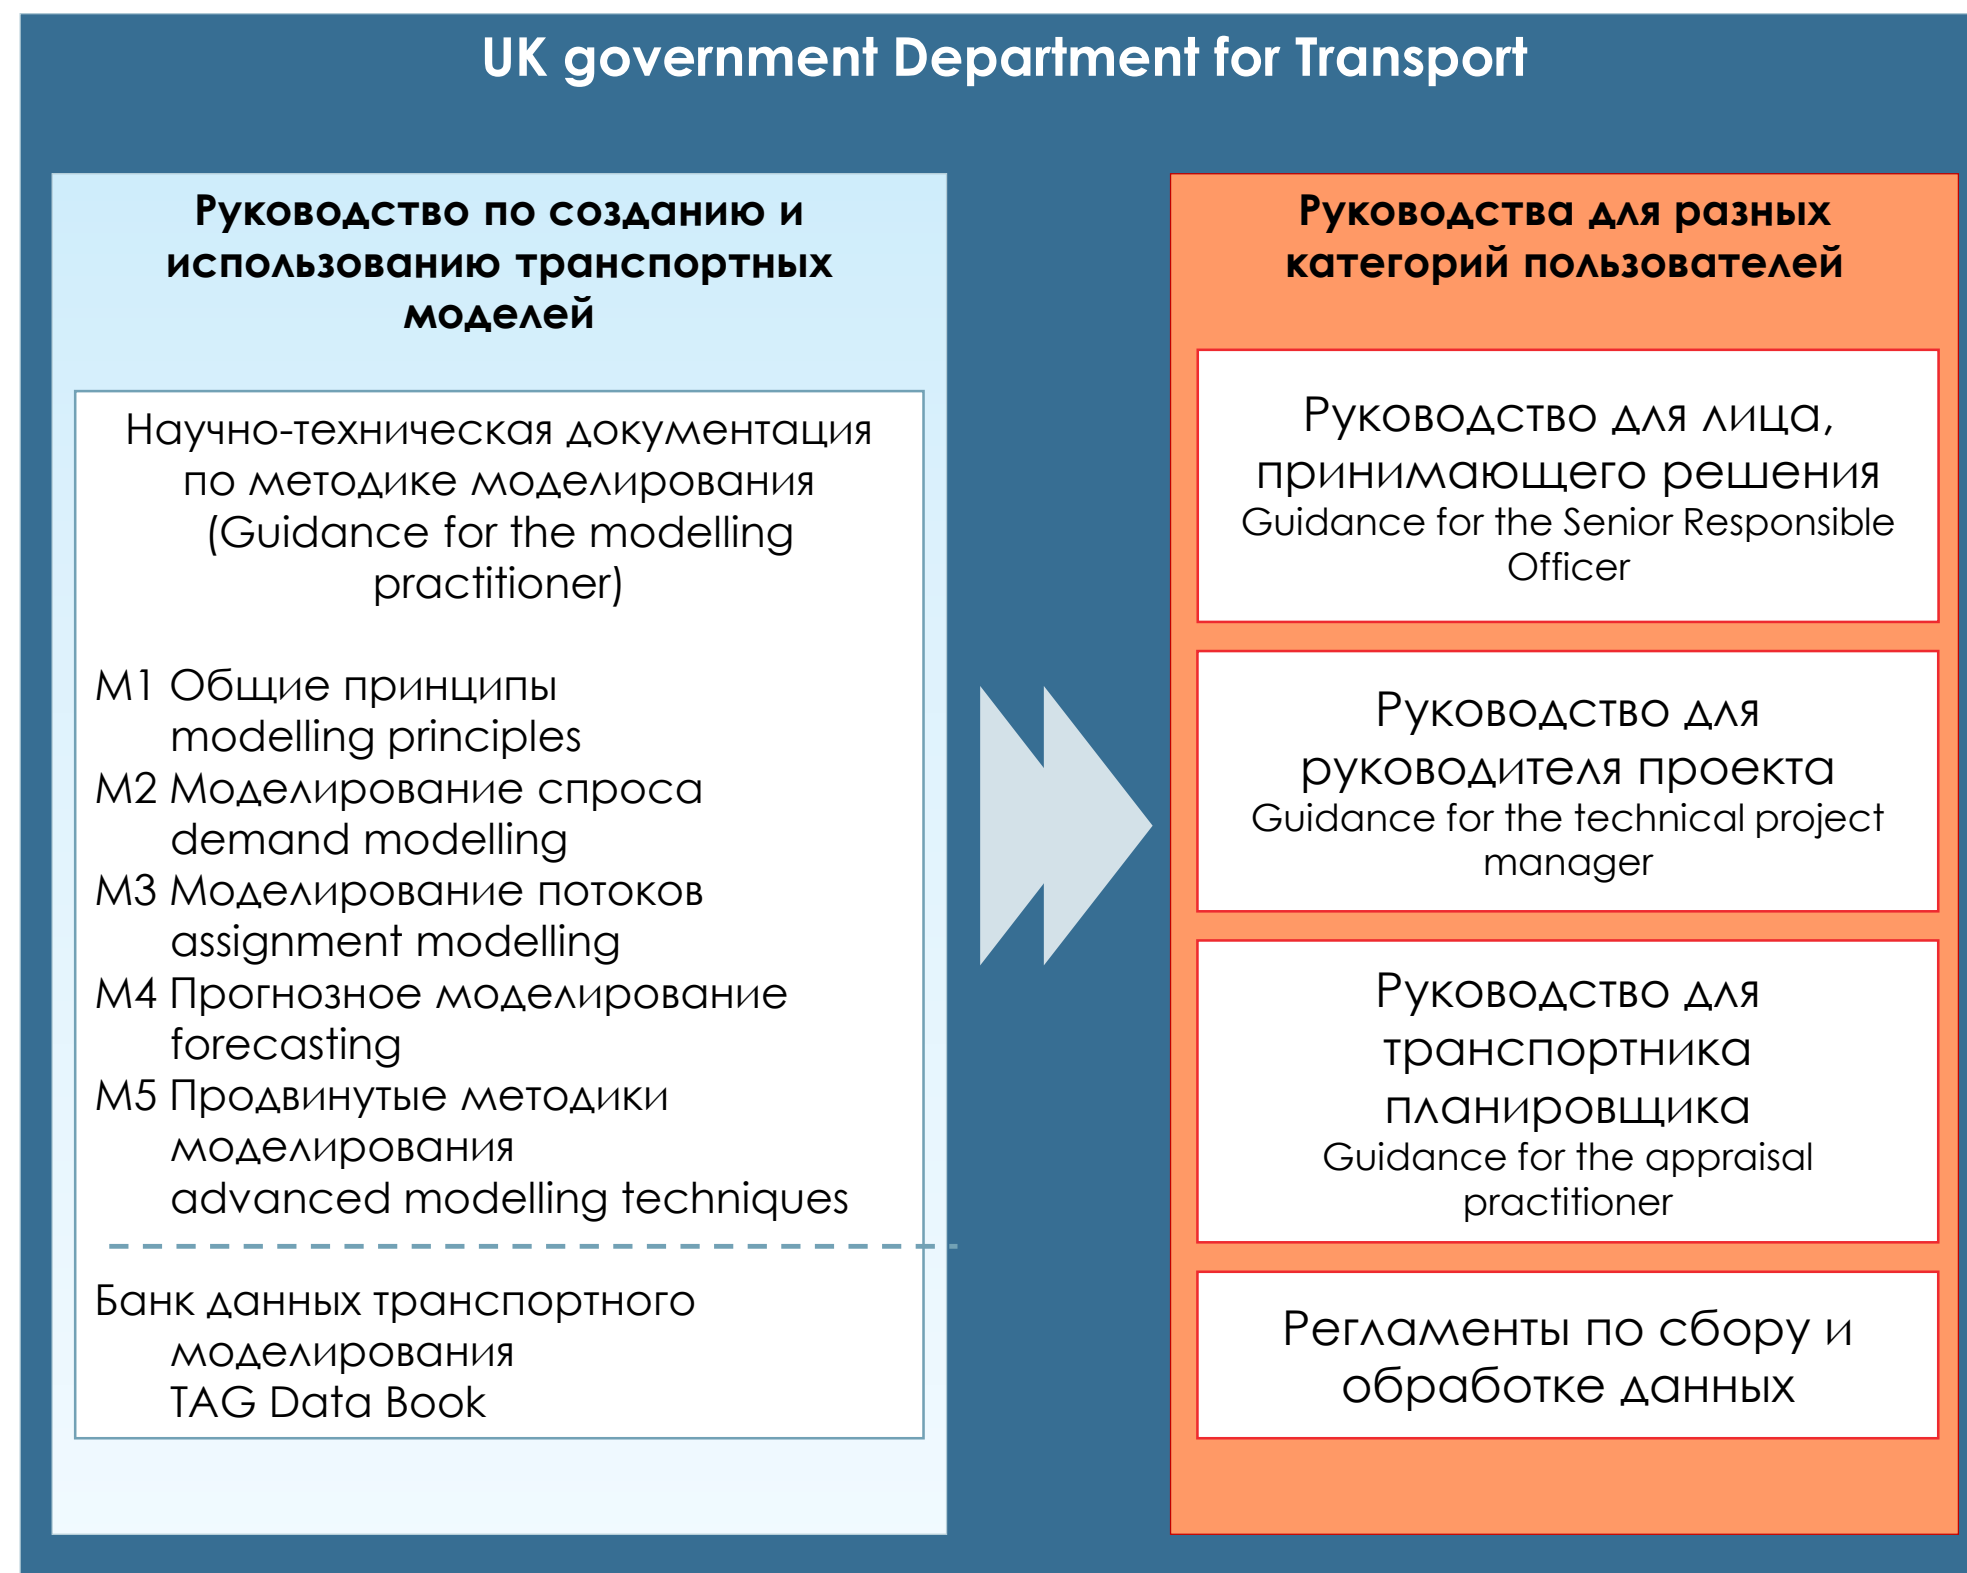 UK government Department for Transport
Руководство по созданию и
использованию транспортных
моделей
Научно-техническая документация
по методике моделирования
(Guidance for the modelling
practitioner)
M1 Общие принципы
modelling principles
M2 Моделирование спроса
demand modelling
M3 Моделирование потоков
assignment modelling
M4 Прогнозное моделирование
forecasting
M5 Продвинутые методики
моделирования
advanced modelling techniques
Банк данных транспортного
моделирования
TAG Data Book
Руководства для разных
категорий пользователей
Руководство для лица,
принимающего решения
Guidance for the Senior Responsible
Officer
Руководство для
руководителя проекта
Guidance for the technical project
manager
Руководство для
транспортника
планировщика
Guidance for the appraisal
practitioner
Регламенты по сбору и
обработке данных